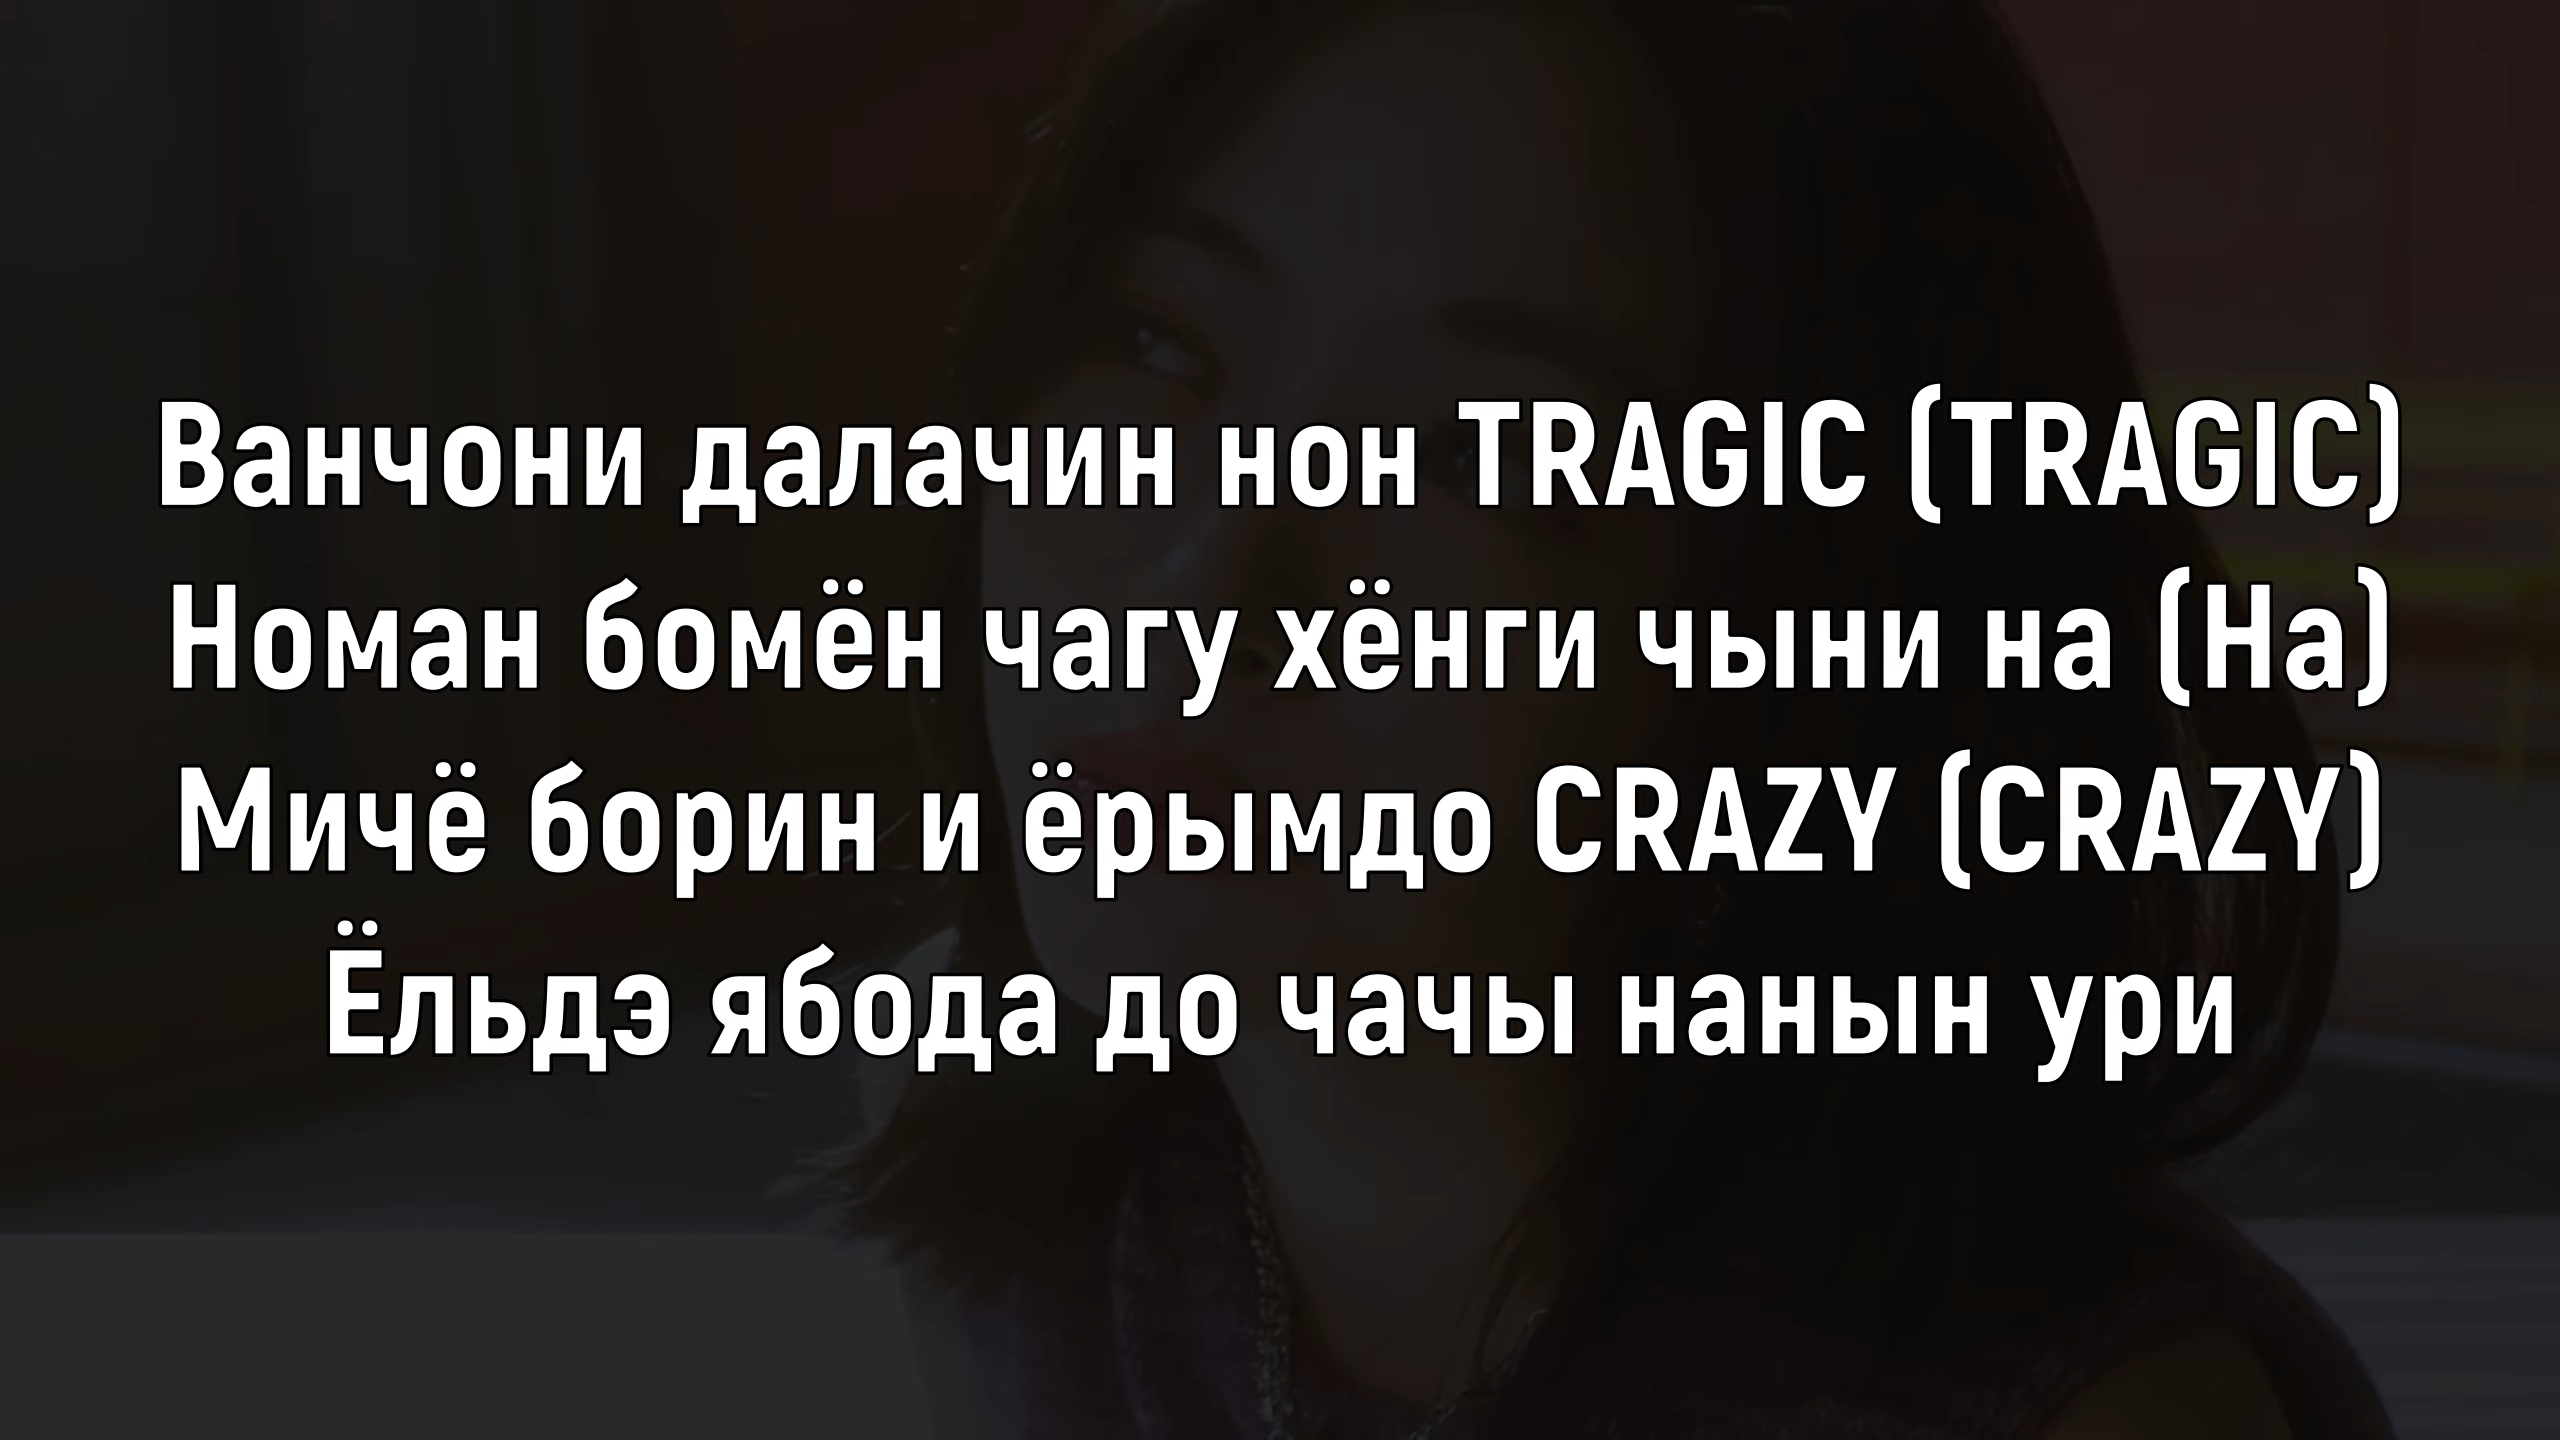 Ванчони далачин нон TRAGIC (TRAGIC)
Номан бомён чагу хёнги чыни на (На)
Мичё борин и ёрымдо CRAZY (CRAZY)
Ёльдэ ябода до чачы нанын ури